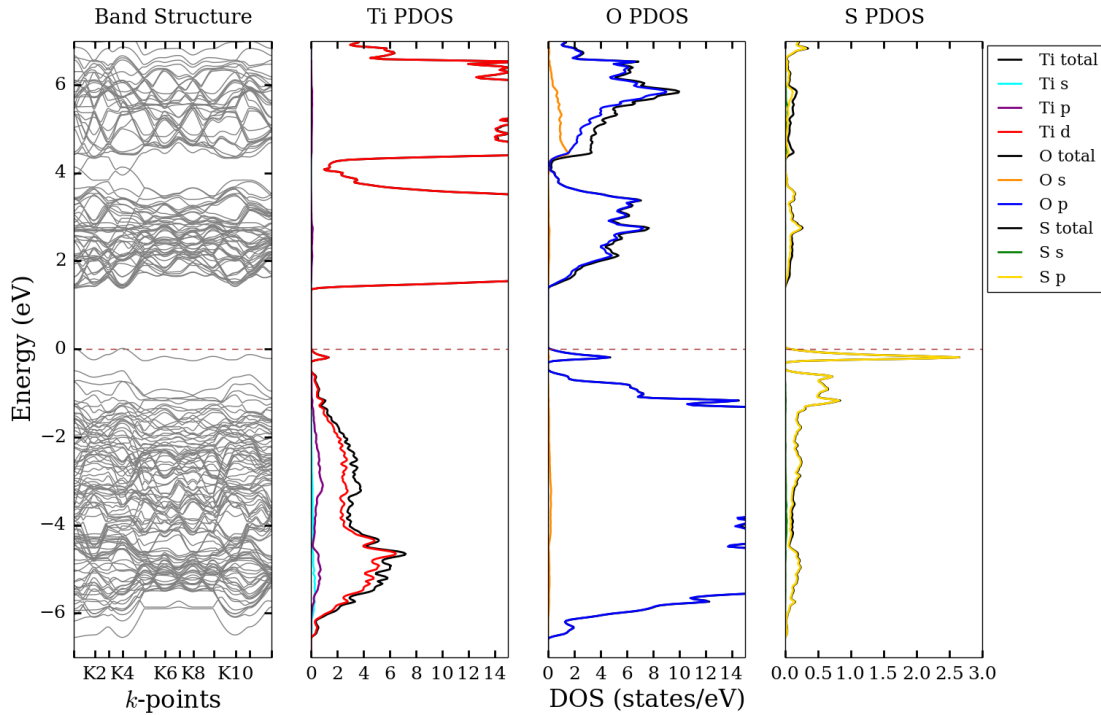 Band Structure
Ti PDOS
O PDOS
S PDOS
Energy (eV)
6
4
2
0
−2
−4
−6
K2 K4 K6 K8 K10
k-points
0 2 4 6 8 10 12 14
0 2 4 6 8 10 12 14
DOS (states/eV)
0.0 0.5 1.0 1.5 2.0 2.5 3.0
Ti total
Ti s
Ti p
Ti d
O total
O s
O p
S total
S s
S p